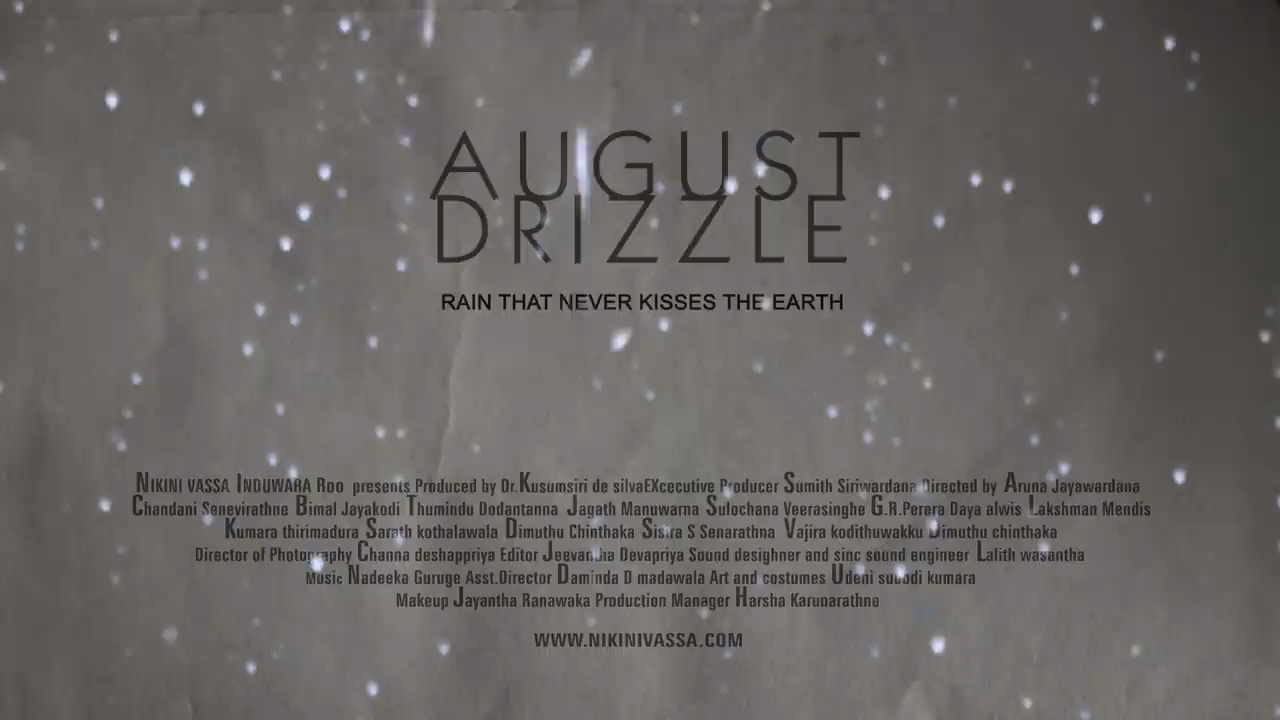 AUGUST
DRIZZLE
RAIN THAT NEVER KISSES THE EARTH
NIKINI VASSA INDUWARA Roo presents Produced by Dr.Kusumsiri de silvaEXcecutive Producer Sumith Siriwardana Directed by Aruna Jayawardana
Chandani Senevirathne Bimal Jayakodi Thumindu Dodantanna Jagath Manuwarna Sulochana Veerasinghe G.R.Perera Daya alwis Lakshman Mendis
Kumara thirimadura Sarath kothalawala Dimuthu Chinthaka Sisira S Senarathna Vajira kodithuwakku Dimuthu chinthaka
Director of Photography Channa deshappriya Editor Jeevantha Devapriya Sound desighner and sinc sound engineer Lalith wasantha
Music Nadeeka Guruge Asst.Director Daminda D madawala Art and costumes Udeni subodi kumara
Makeup Jayantha Ranawaka Production Manager Harsha Karunarathne
WWW.NIKINIVASSA.COM